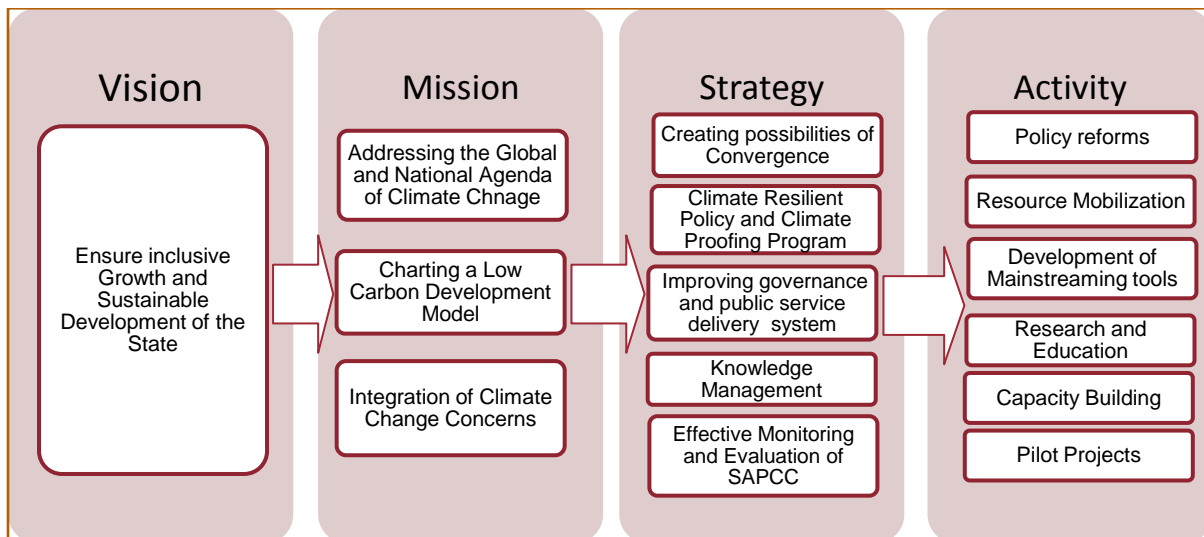 Vision
Ensure inclusive
Growth and
Sustainable
Development of the
State
Mission
Addressing the Global
and National Agenda
of Climate Chnage
Charting a Low
Carbon Development
Model
Integration of Climate
Change Concerns
Strategy
Creating possibilities of
Convergence
Climate Resilient
Policy and Climate
Proofing Program
Improving governance
and public service
delivery system
Knowledge
Management
Effective Monitoring
and Evaluation of
SAPCC
Activity
Policy reforms
Resource Mobilization
Development of
Mainstreaming tools
Research and
Education
Capacity Building
Pilot Projects